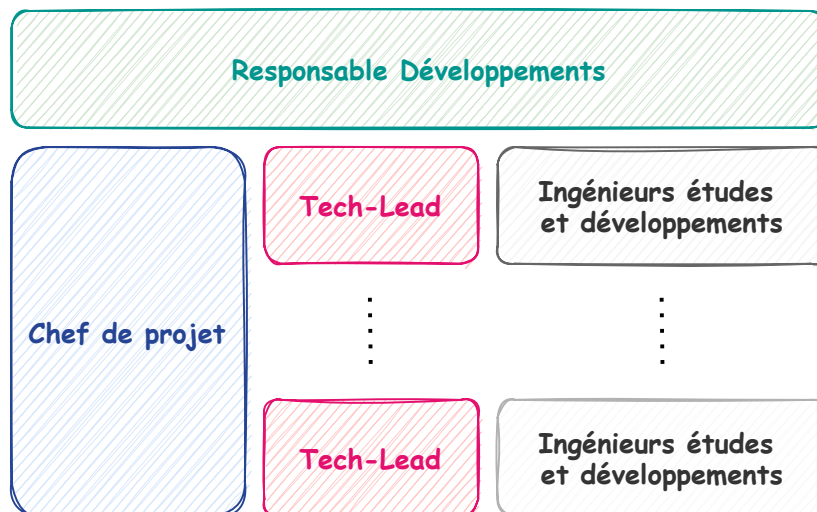 Responsable Développements
Tech-Lead
Ingénieurs études
et développements
Chef de projet
Tech-Lead
Ingénieurs études
et développements